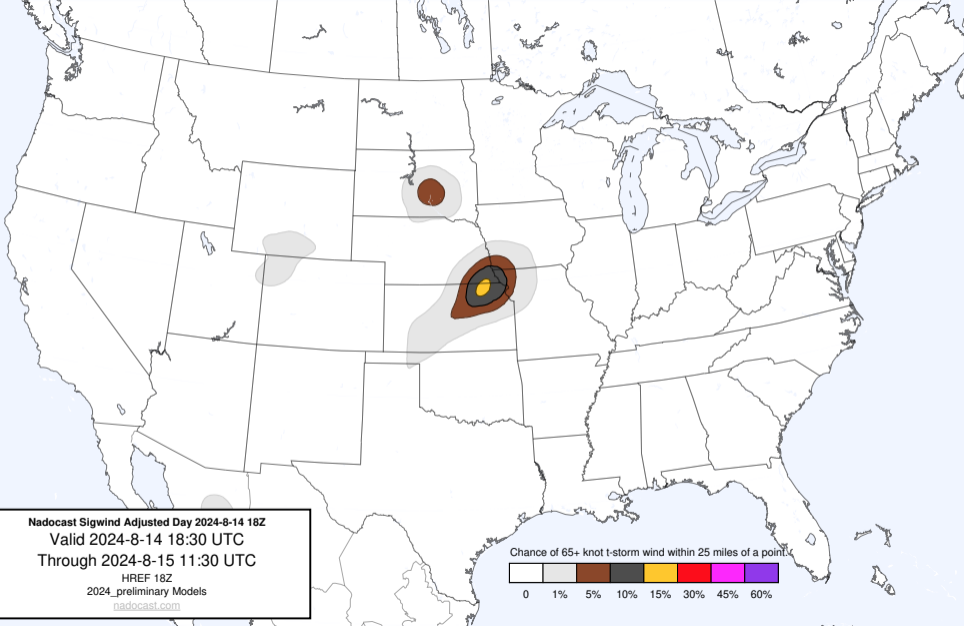 Nadocast Sigwind Adjusted Day 2024-8-14 18Z
Valid 2024-8-14 18:30 UTC
Through 2024-8-15 11:30 UTC
HREF 18Z
2024_preliminary Models
nadocast.com
Chance of 65+ knot t-storm wind within 25 miles of a point.
0 1% 5% 10% 15% 30% 45% 60%